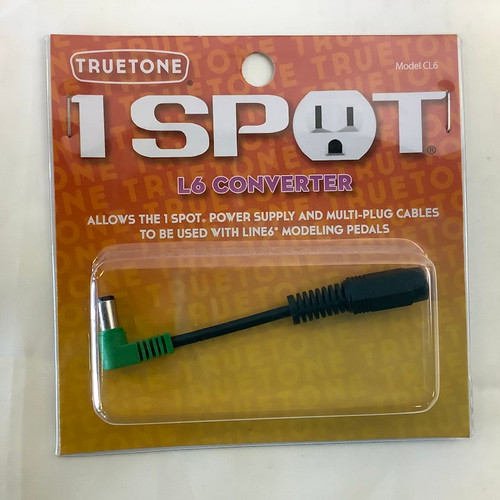 TRUETONE
Model CL6
1 SPOT®
L6 CONVERTER
ALLOWS THE 1 SPOT® POWER SUPPLY AND MULTI-PLUG CABLES
TO BE USED WITH LINE6® MODELING PEDALS